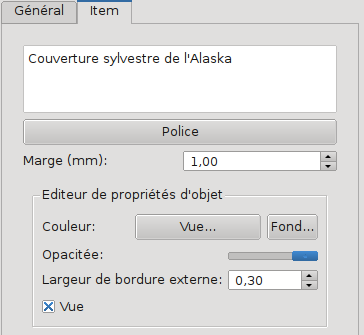 Général Item
Couverture sylvestre de l'Alaska
Police
Marge (mm): 1,00
Editeur de propriétés d'objet
Couleur: Vue... Fond...
Opacitée:
Largeur de bordure externe: 0,30
Vue